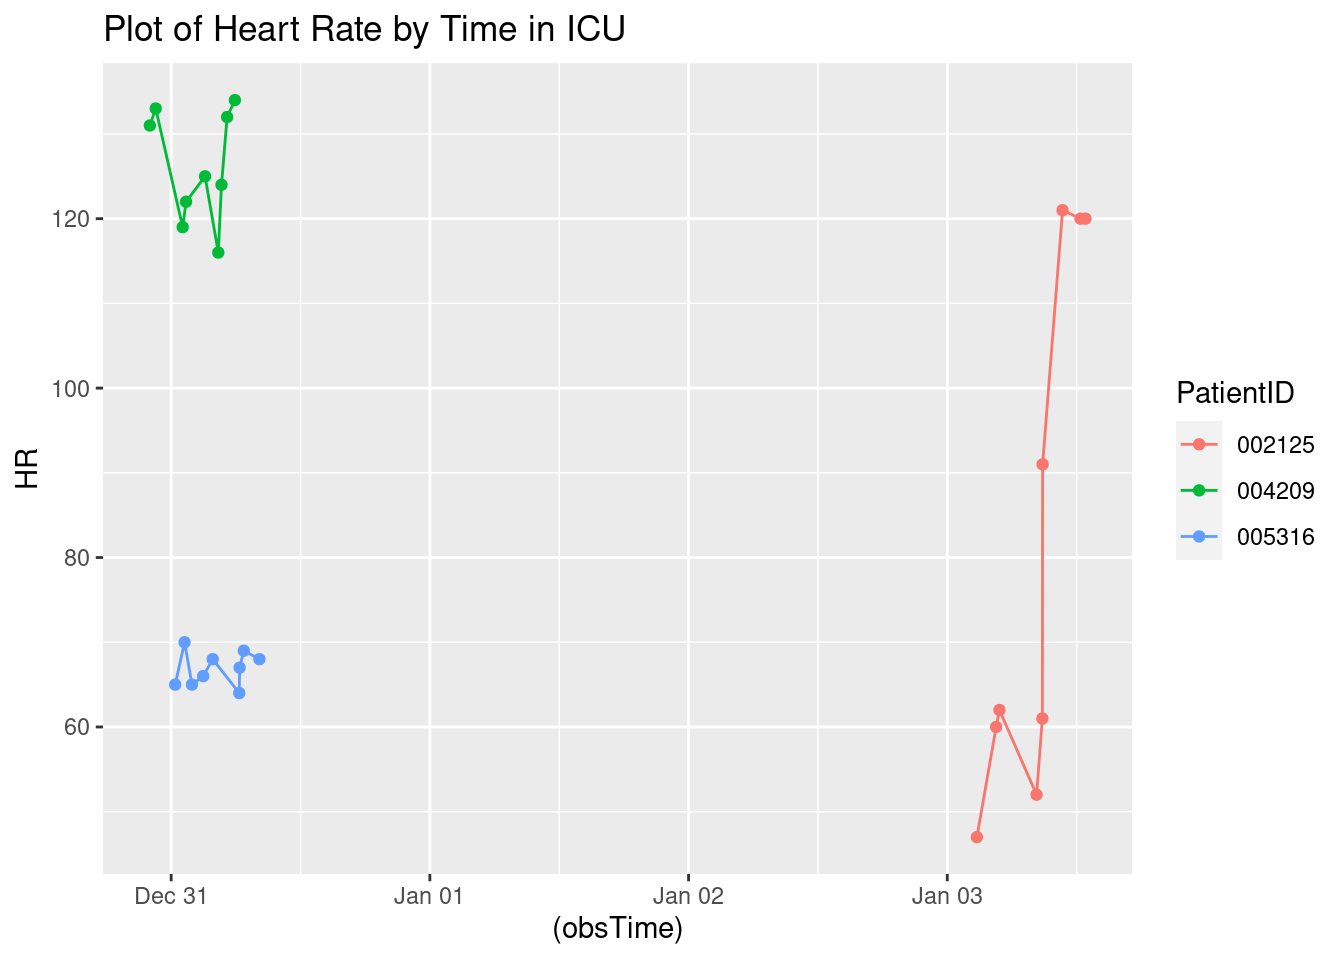 Plot of Heart Rate by Time in ICU
120
100
80
60
HR
Dec 31
Jan 01
Jan 02
Jan 03
(obsTime)
PatientID
002125
004209
005316